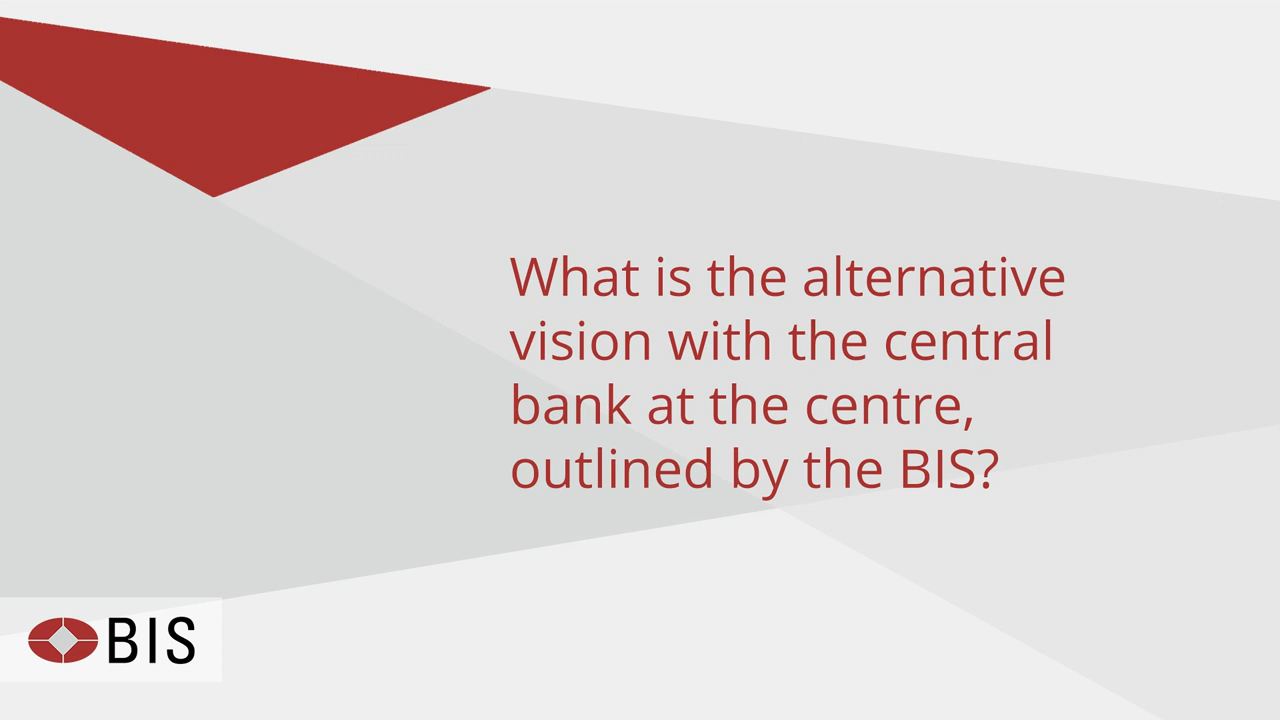 What is the alternative
vision with the central
bank at the centre,
outlined by the BIS?
BIS